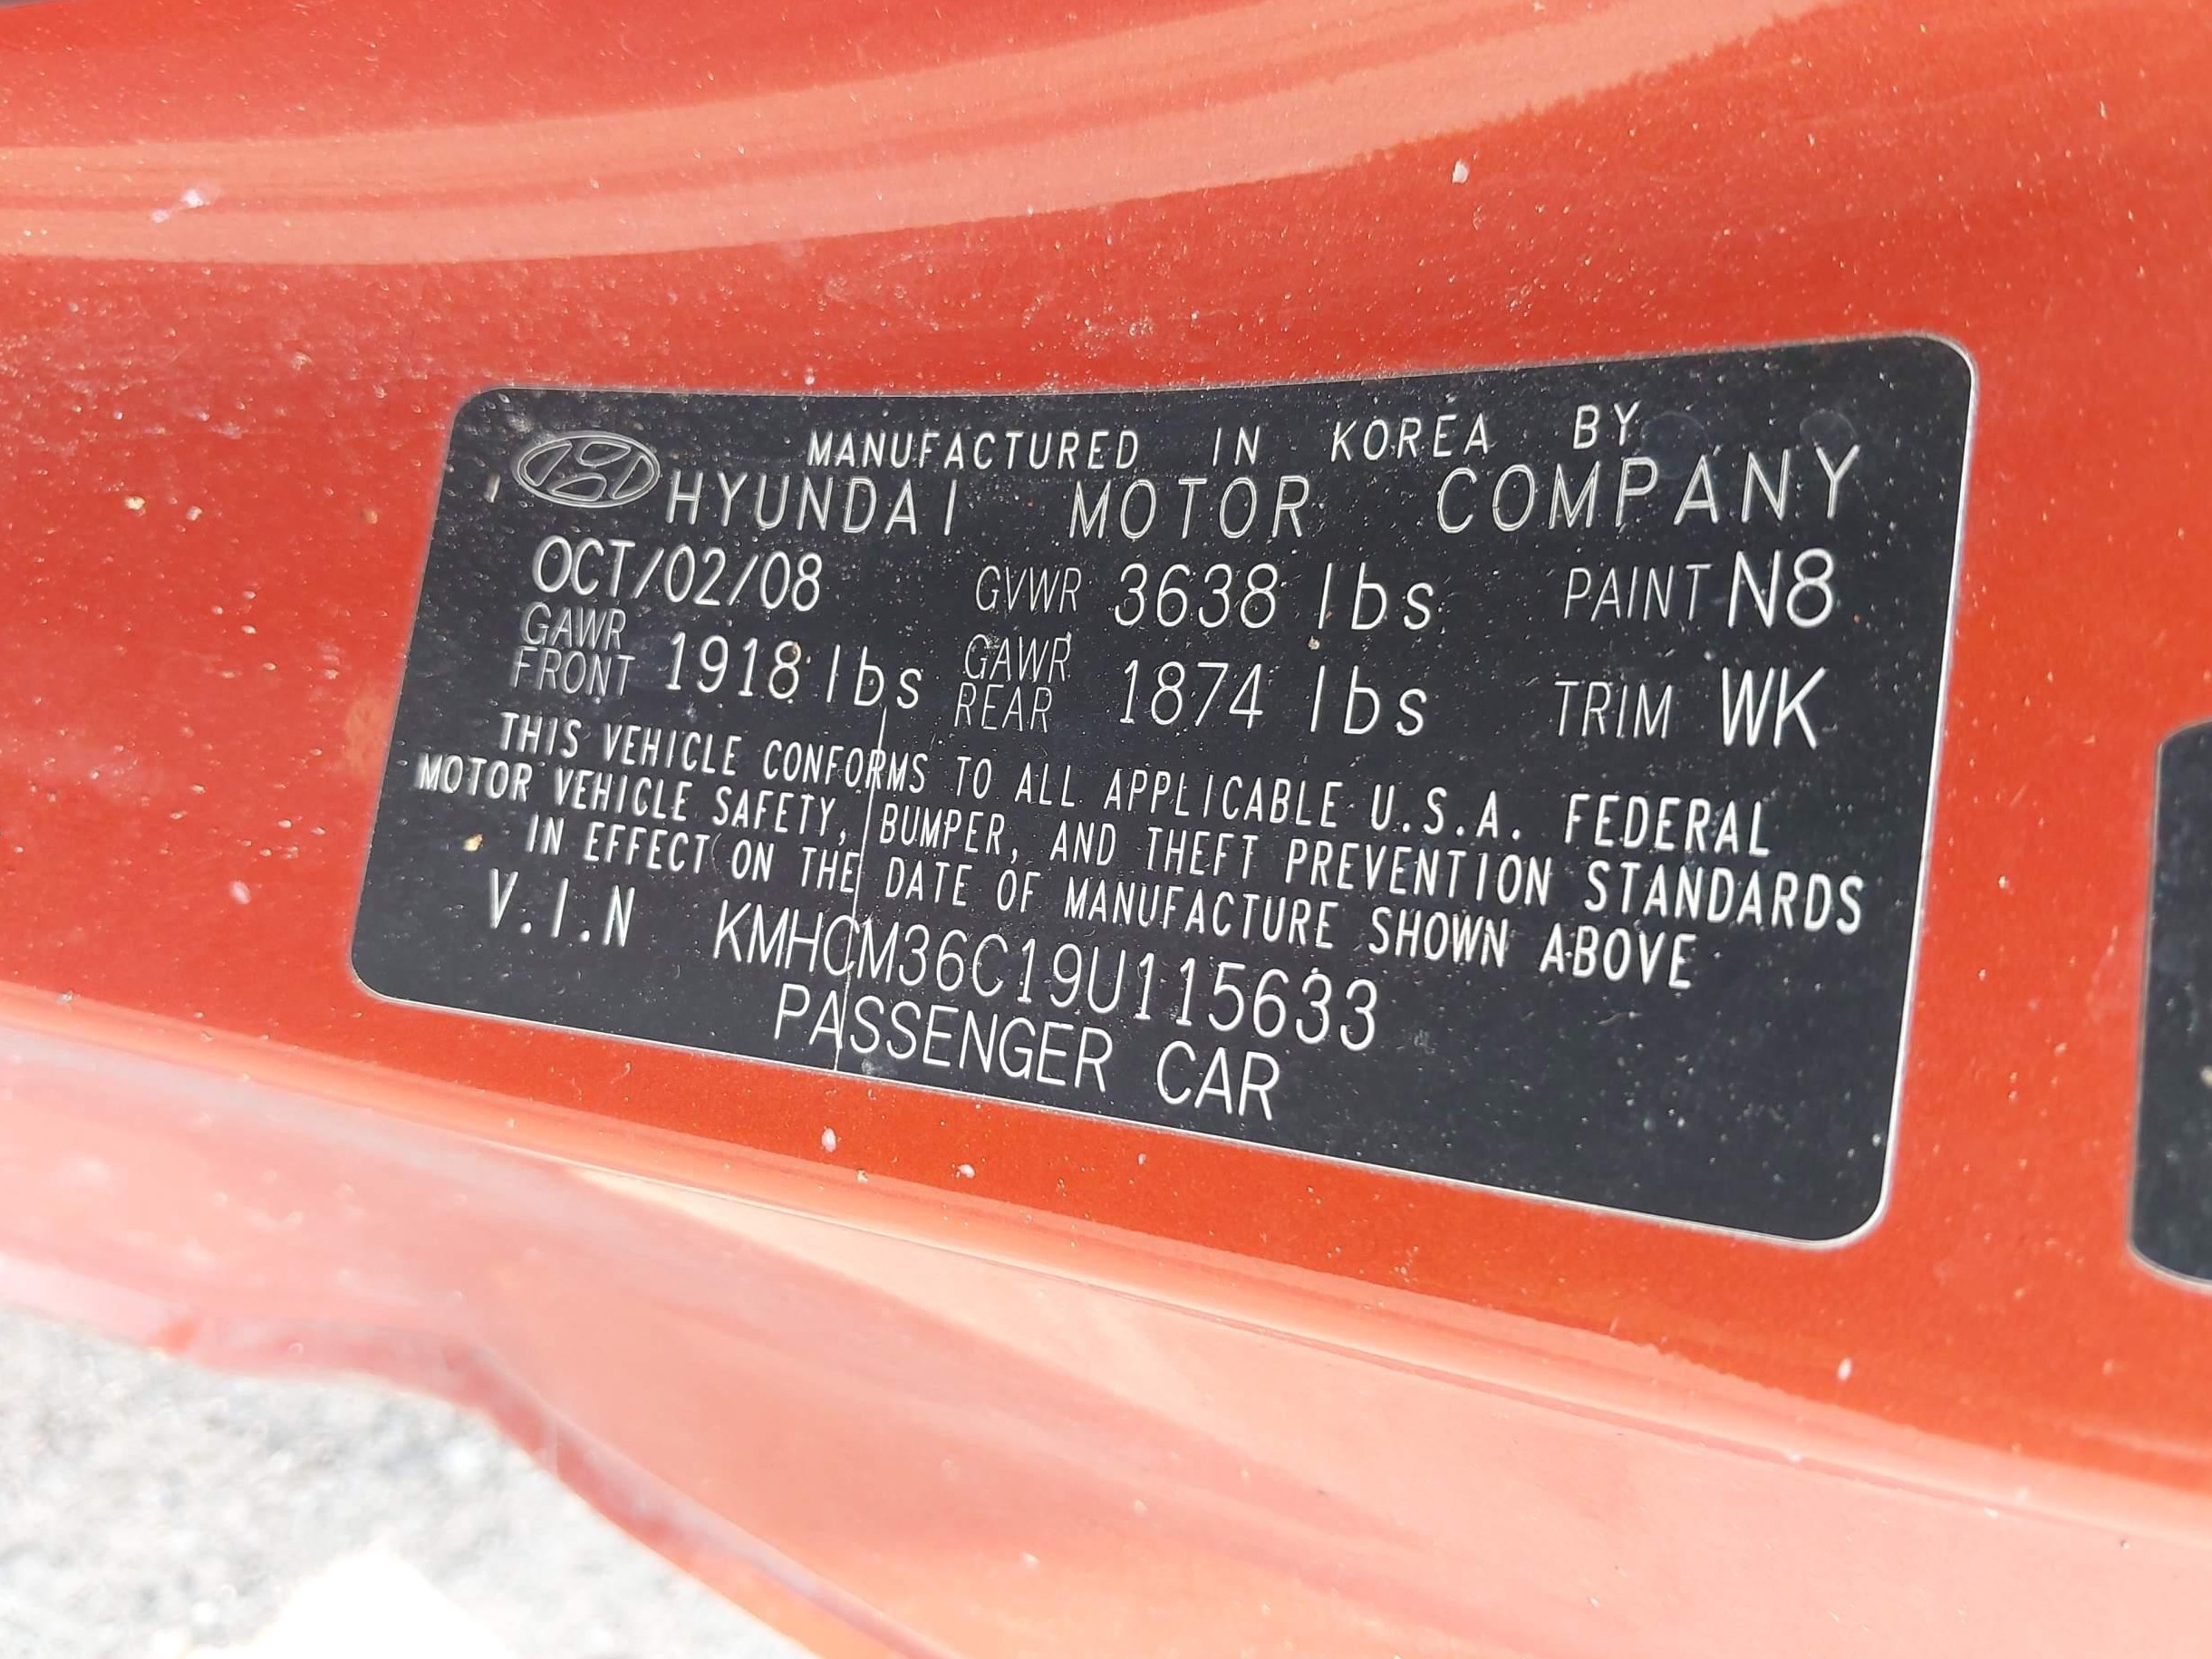 MANUFACTURED IN KOREA BY
HYUNDAI MOTOR COMPANY
OCT/02/08 GVWR 3638 lbs PAINT N8
GAWR FRONT 1918 lbs GAWR REAR 1874 lbs TRIM WK
THIS VEHICLE CONFORMS TO ALL APPLICABLE U.S.A. FEDERAL
MOTOR VEHICLE SAFETY, BUMPER, AND THEFT PREVENTION STANDARDS
IN EFFECT ON THE DATE OF MANUFACTURE SHOWN ABOVE
V.I.N KMHCM36C19U115633
PASSENGER CAR